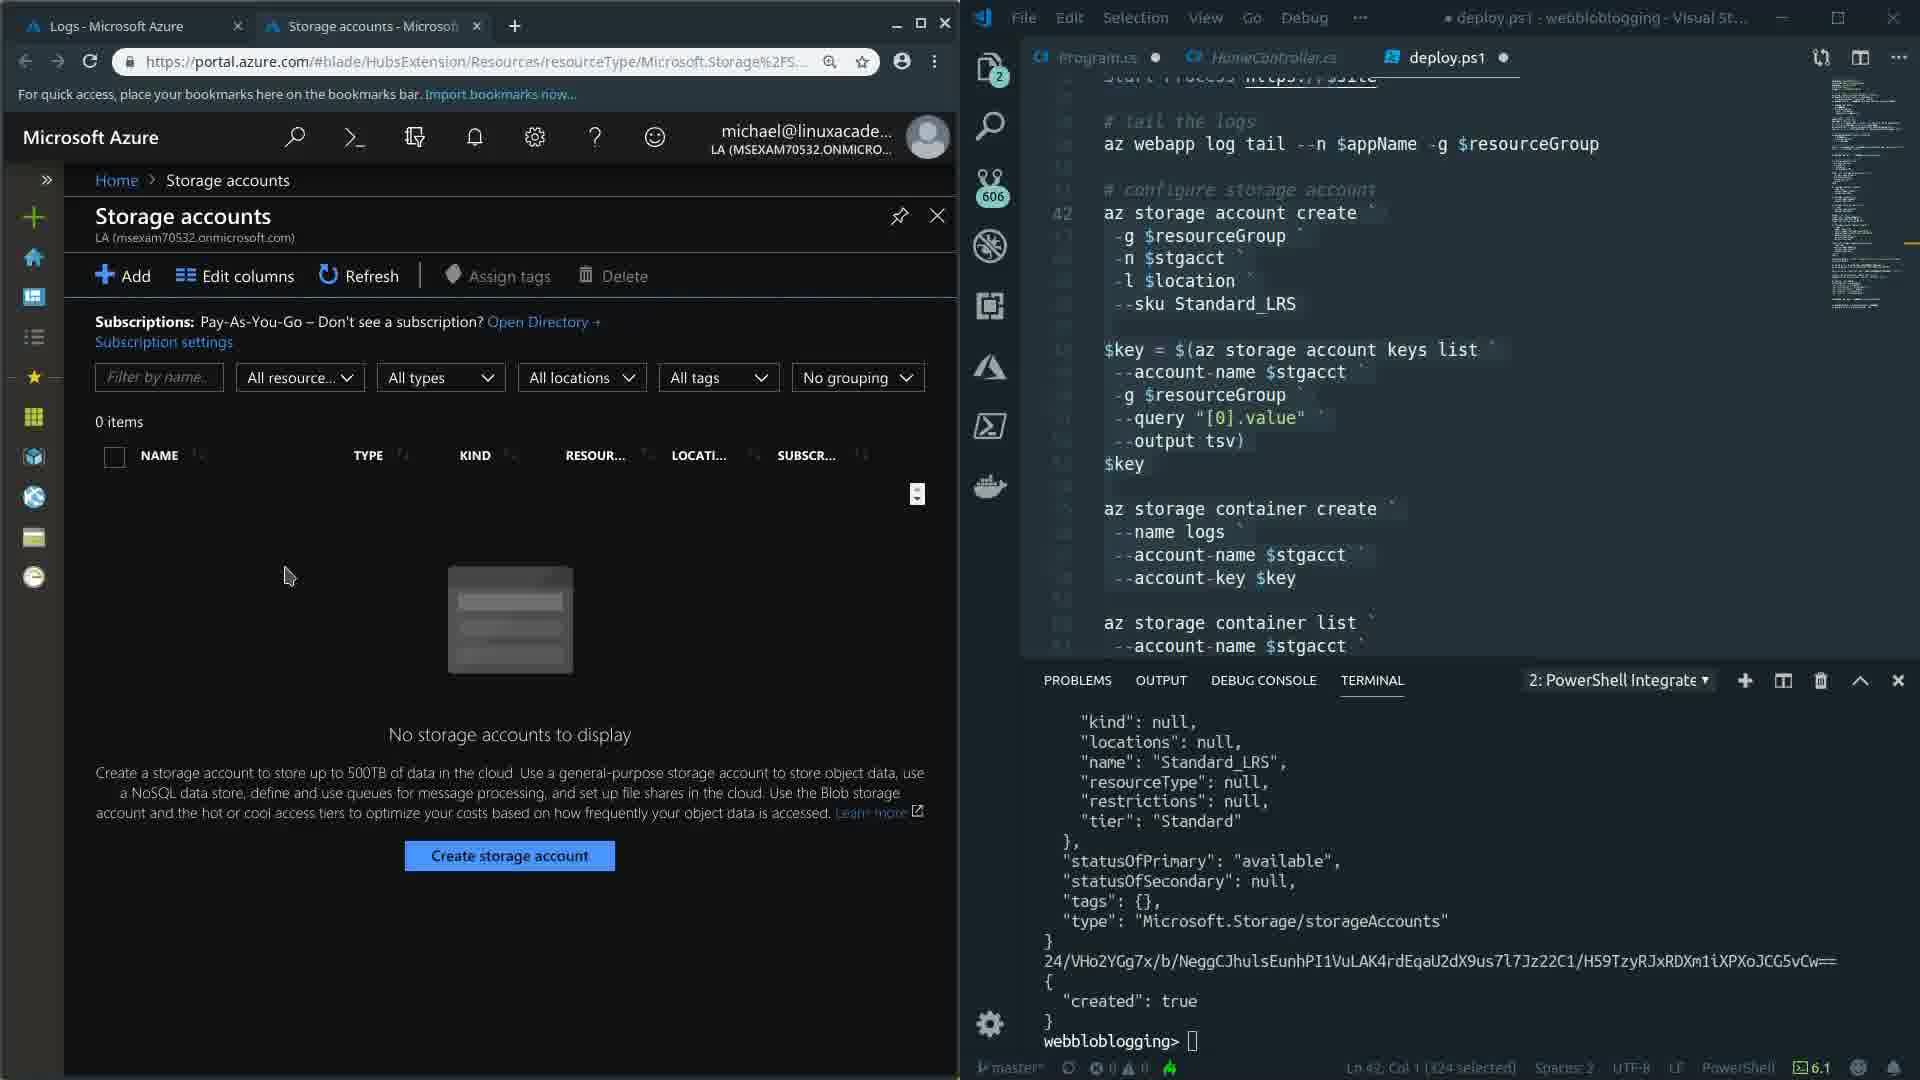 Logs - Microsoft Azure
Storage accounts - Microsof
https://portal.azure.com/#blade/HubsExtension/Resources/resourceType/Microsoft.Storage%2FS...
For quick access, place your bookmarks here on the bookmarks bar. Import bookmarks now...
Microsoft Azure
michael@linuxacade...
LA (MSEXAM70532.ONMICRO...
Home > Storage accounts
Storage accounts
LA (msexam70532.onmicrosoft.com)
Add
Edit columns
Refresh
Assign tags
Delete
Subscriptions: Pay-As-You-Go – Don't see a subscription? Open Directory +
Subscription settings
Filter by name...
All resource...
All types
All locations
All tags
No grouping
0 items
NAME
TYPE
KIND
RESOUR...
LOCATI...
SUBSCR...
No storage accounts to display
Create a storage account to store up to 500TB of data in the cloud. Use a general-purpose storage account to store object data, use
a NoSQL data store, define and use queues for message processing, and set up file shares in the cloud. Use the Blob storage
account and the hot or cool access tiers to optimize your costs based on how frequently your object data is accessed. Learn more
Create storage account
File Edit Selection View Go Debug ...
● deploy.ps1 - webbloblogging - Visual St...
2
606
Program.cs
HomeController.cs
deploy.ps1
# tail the logs
az webapp log tail --n $appName -g $resourceGroup
# configure storage account
42
az storage account create `
-g $resourceGroup `
-n $stgacct `
-l $location `
--sku Standard_LRS
$key = $(az storage account keys list `
--account-name $stgacct `
-g $resourceGroup `
--query "[0].value" `
--output tsv)
$key
az storage container create `
--name logs `
--account-name $stgacct `
--account-key $key
az storage container list `
--account-name $stgacct `
PROBLEMS OUTPUT DEBUG CONSOLE TERMINAL
2: PowerShell Integrate
"kind": null,
"locations": null,
"name": "Standard_LRS",
"resourceType": null,
"restrictions": null,
"tier": "Standard"
},
"statusOfPrimary": "available",
"statusOfSecondary": null,
"tags": {},
"type": "Microsoft.Storage/storageAccounts"
}
24/VHo2YGg7x/b/NeggCJhulsEunhPI1VuLAK4rdEqaU2dX9us7l7Jz22C1/H59TzyRJxRDXm1iXPXoJCG5vCw==
{
"created": true
}
webbloblogging>
master*
0
0
Ln 42, Col 1 (324 selected)
Spaces: 2
UTF-8
LF
PowerShell
6.1